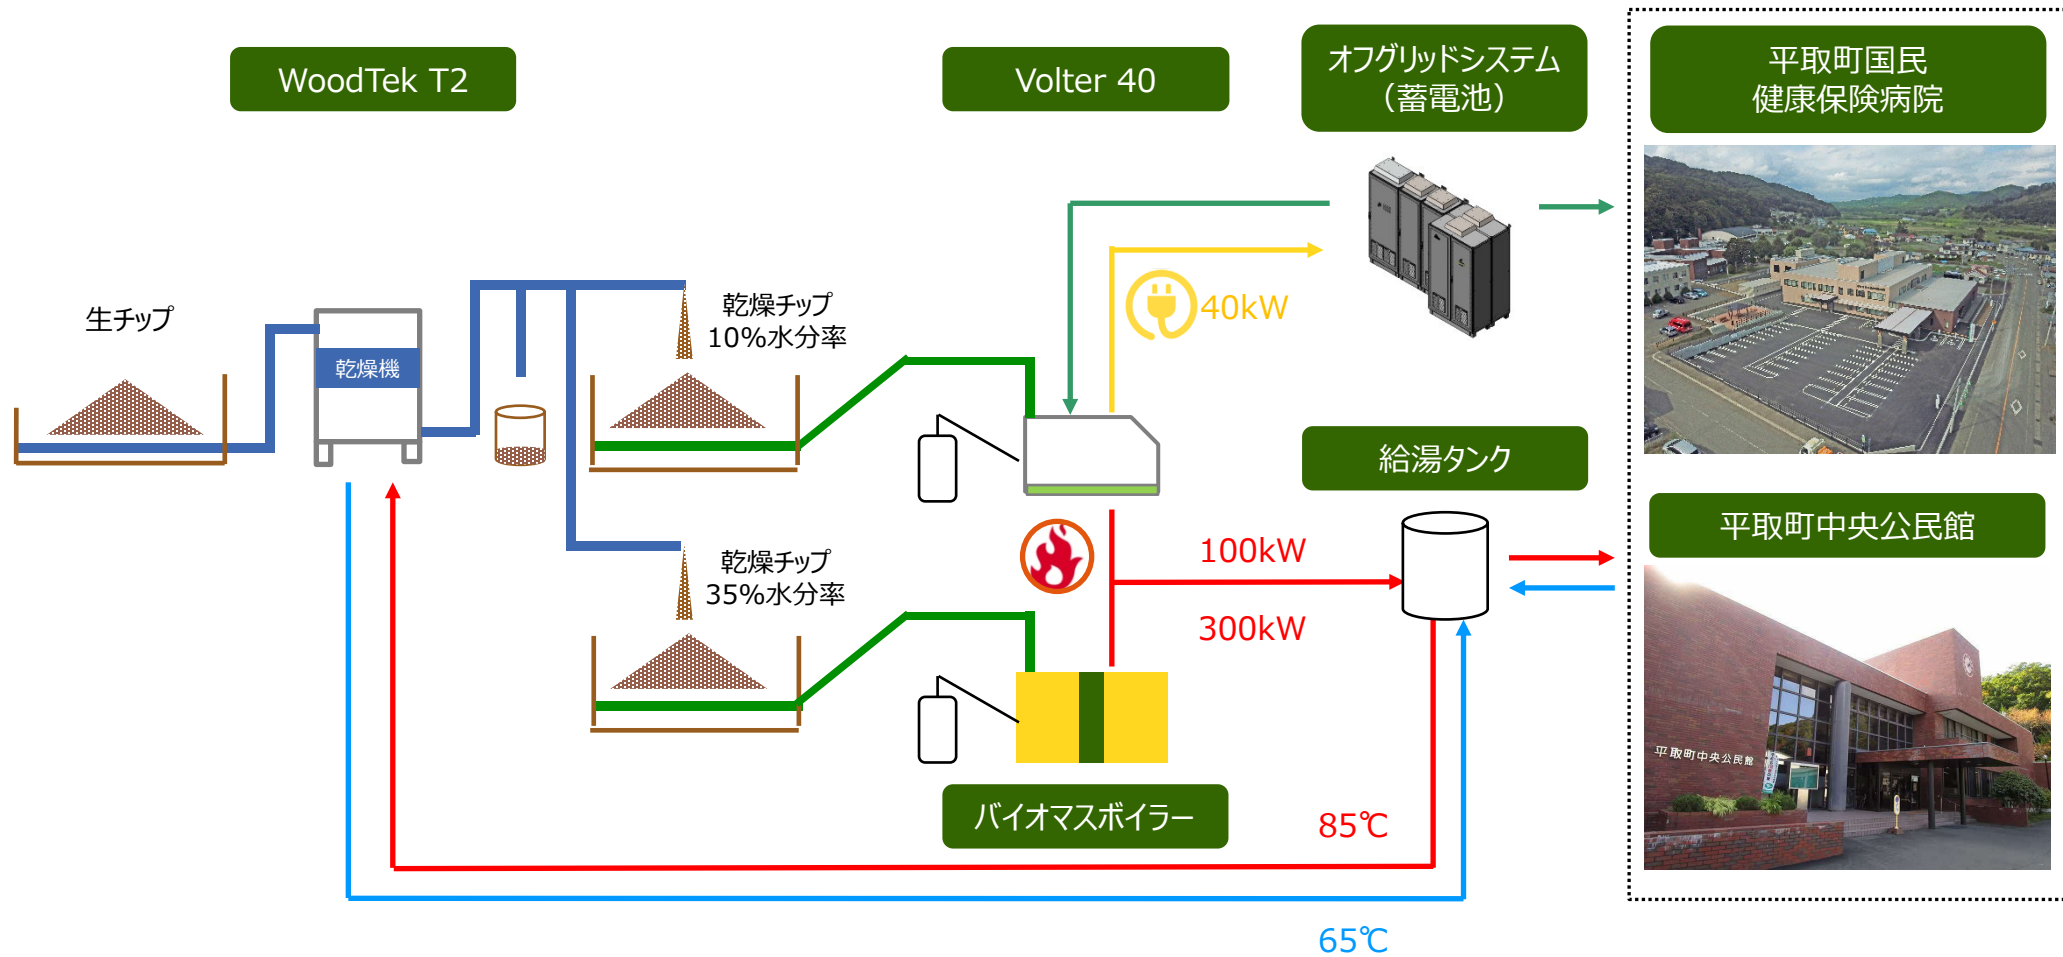 WoodTek T2
Volter 40
オフグリッドシステム
（蓄電池）
平取町国民
健康保険病院
生チップ
乾燥機
乾燥チップ
10%水分率
40kW
給湯タンク
平取町中央公民館
乾燥チップ
35%水分率
100kW
300kW
平取町中央公民館
バイオマスボイラー
85℃
65℃